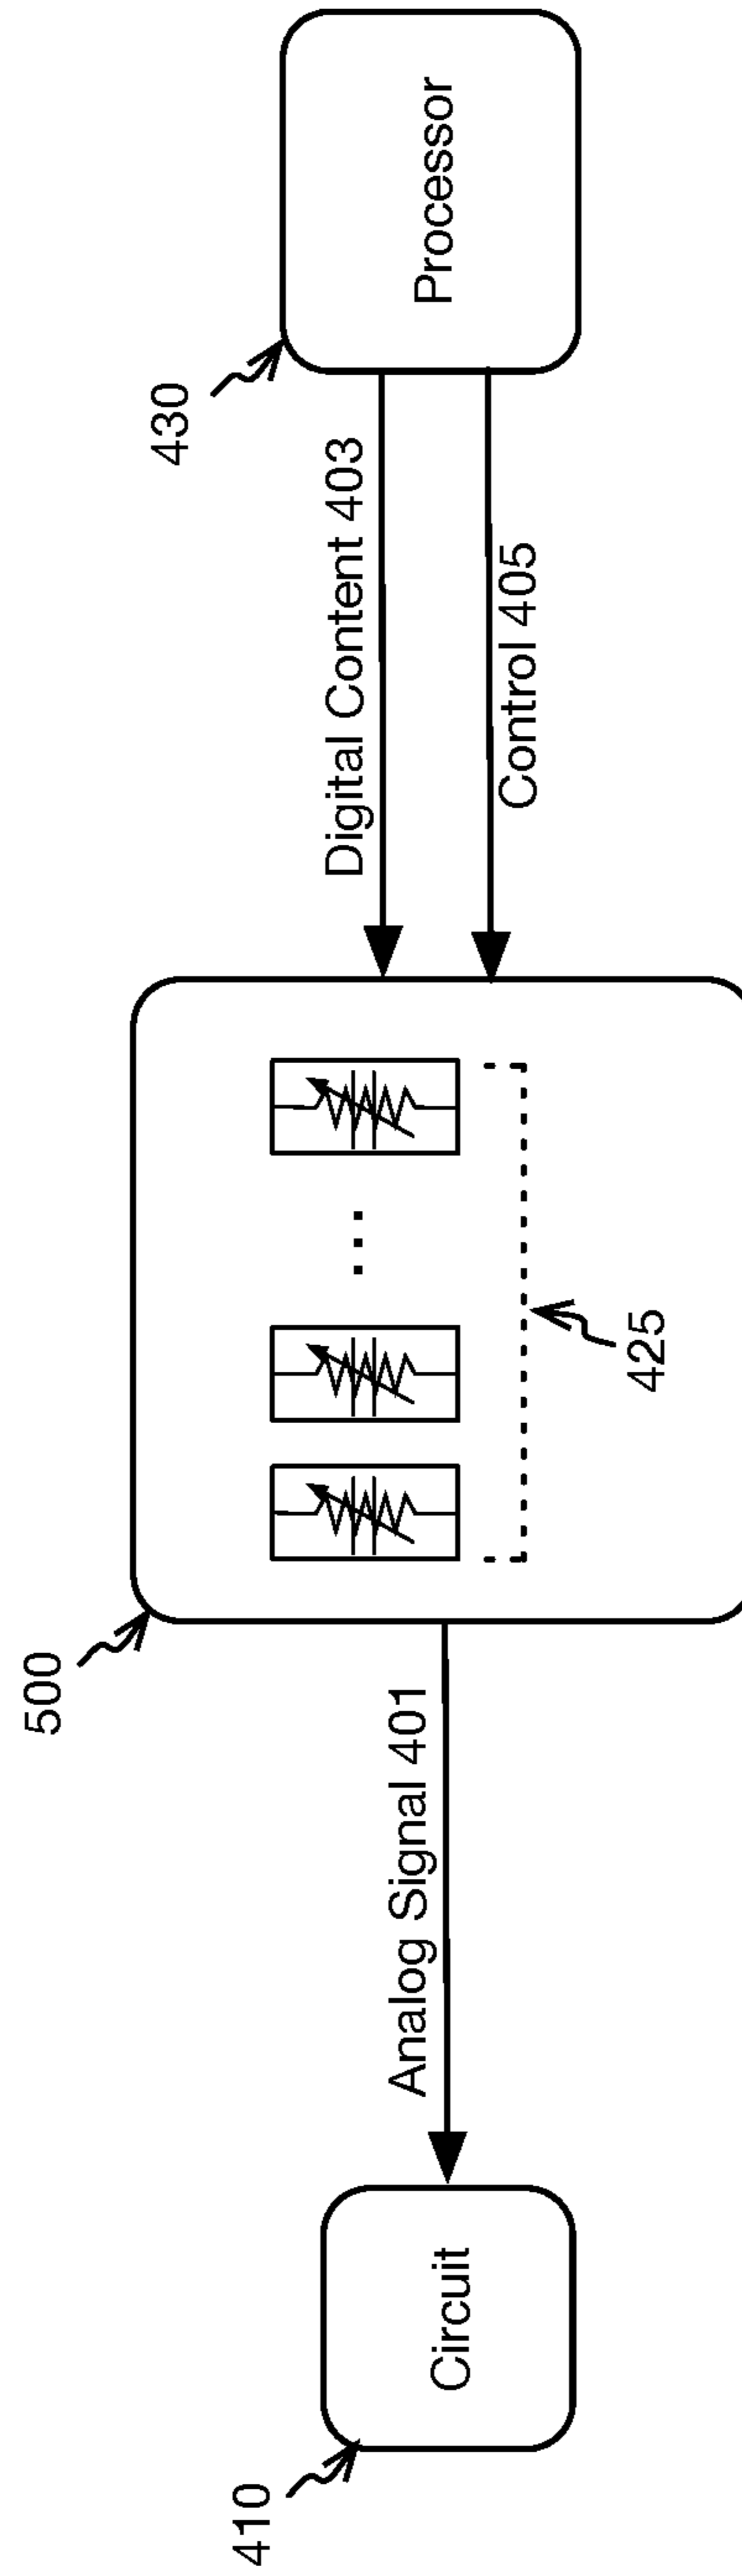 410
Circuit
Analog Signal 401
500
425
...
Digital Content 403
Control 405
430
Processor